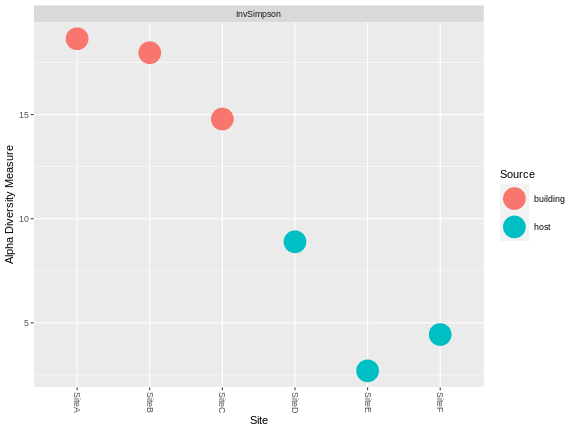 InvSimpson
Alpha Diversity Measure
15
10
5
SiteA
SiteB
SiteC
SiteD
SiteE
SiteF
Site
Source
building
host